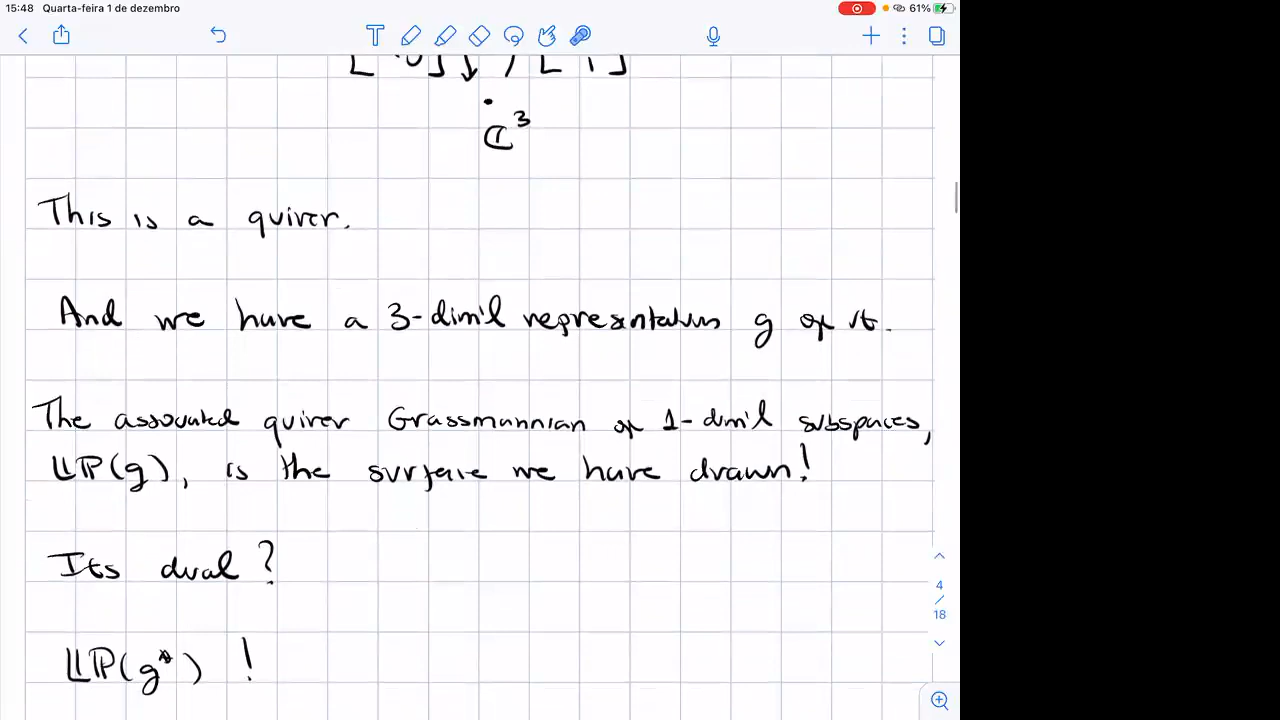 15:48 Quarta-feira 1 de dezembro 61%
ℂ³
This is a quiver.
And we have a 3-dim'l representation g of it.
The associated quiver Grassmannian of 1-dim'l subspaces,
𝕃ℙ(g), is the surface we have drawn!
Its dual?
𝕃ℙ(g*) !
4
/
18